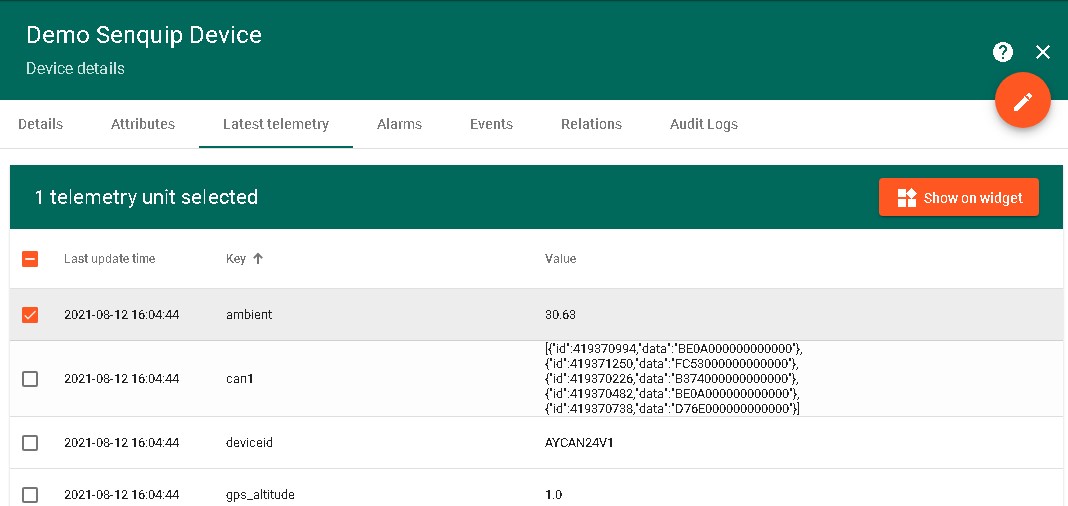 Demo Senquip Device
Device details
Details Attributes Latest telemetry Alarms Events Relations Audit Logs
1 telemetry unit selected Show on widget
Last update time Key Value
2021-08-12 16:04:44 ambient 30.63
2021-08-12 16:04:44 can1 [{"id":419370994,"data":"BE0A000000000000"},
{"id":419371250,"data":"FC53000000000000"},
{"id":419370226,"data":"B374000000000000"},
{"id":419370482,"data":"BE0A000000000000"},
{"id":419370738,"data":"D76E000000000000"}]
2021-08-12 16:04:44 deviceid AYCAN24V1
2021-08-12 16:04:44 gps_altitude 1.0